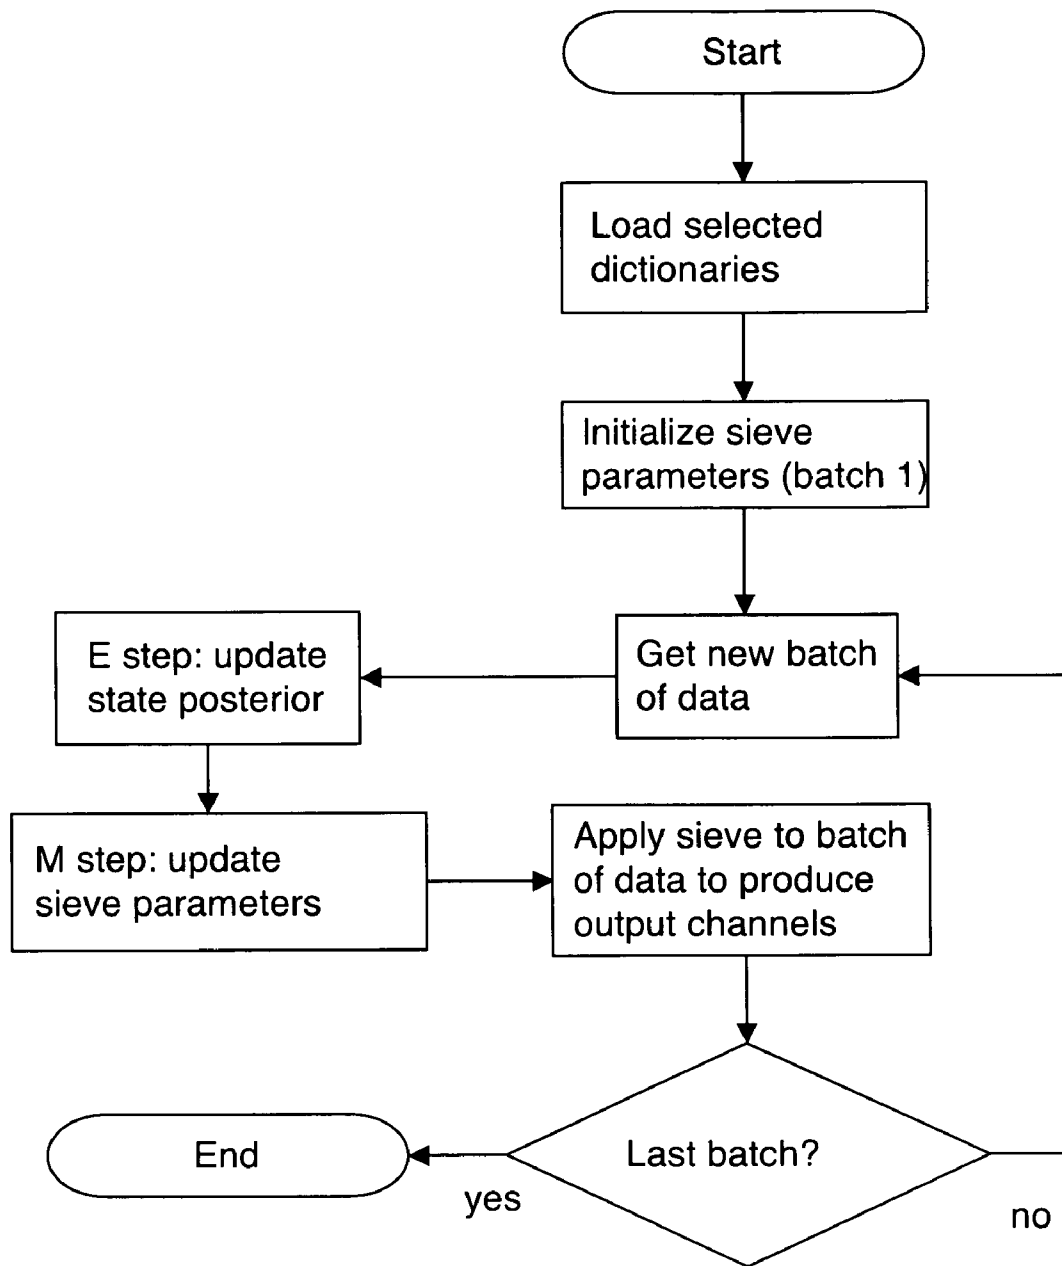 Start
Load selected
dictionaries
Initialize sieve
parameters (batch 1)
Get new batch
of data
E step: update
state posterior
M step: update
sieve parameters
Apply sieve to batch
of data to produce
output channels
Last batch?
End
yes
no